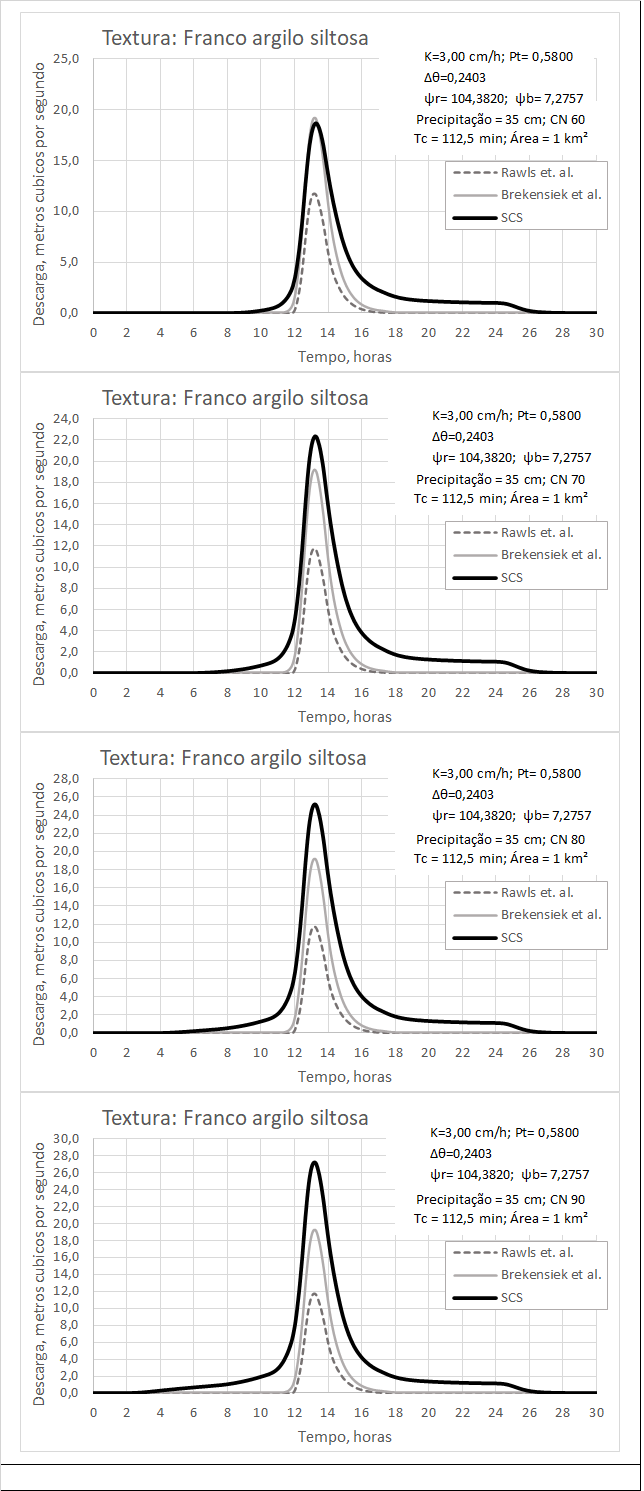 Textura: Franco argilo siltosa
K=3,00 cm/h; Pt= 0,5800
Δθ=0,2403
ψr= 104,3820; ψb= 7,2757
Precipitação = 35 cm; CN 60
Tc = 112,5 min; Área = 1 km²
Rawls et. al.
Brekensiek et al.
SCS
Descarga, metros cubicos por segundo
25,0
20,0
15,0
10,0
5,0
0,0
0 2 4 6 8 10 12 14 16 18 20 22 24 26 28 30
Tempo, horas
Textura: Franco argilo siltosa
K=3,00 cm/h; Pt= 0,5800
Δθ=0,2403
ψr= 104,3820; ψb= 7,2757
Precipitação = 35 cm; CN 70
Tc = 112,5 min; Área = 1 km²
Rawls et. al.
Brekensiek et al.
SCS
Descarga, metros cubicos por segundo
24,0
22,0
20,0
18,0
16,0
14,0
12,0
10,0
8,0
6,0
4,0
2,0
0,0
0 2 4 6 8 10 12 14 16 18 20 22 24 26 28 30
Tempo, horas
Textura: Franco argilo siltosa
K=3,00 cm/h; Pt= 0,5800
Δθ=0,2403
ψr= 104,3820; ψb= 7,2757
Precipitação = 35 cm; CN 80
Tc = 112,5 min; Área = 1 km²
Rawls et. al.
Brekensiek et al.
SCS
Descarga, metros cubicos por segundo
28,0
26,0
24,0
22,0
20,0
18,0
16,0
14,0
12,0
10,0
8,0
6,0
4,0
2,0
0,0
0 2 4 6 8 10 12 14 16 18 20 22 24 26 28 30
Tempo, horas
Textura: Franco argilo siltosa
K=3,00 cm/h; Pt= 0,5800
Δθ=0,2403
ψr= 104,3820; ψb= 7,2757
Precipitação = 35 cm; CN 90
Tc = 112,5 min; Área = 1 km²
Rawls et. al.
Brekensiek et al.
SCS
Descarga, metros cubicos por segundo
30,0
28,0
26,0
24,0
22,0
20,0
18,0
16,0
14,0
12,0
10,0
8,0
6,0
4,0
2,0
0,0
0 2 4 6 8 10 12 14 16 18 20 22 24 26 28 30
Tempo, horas